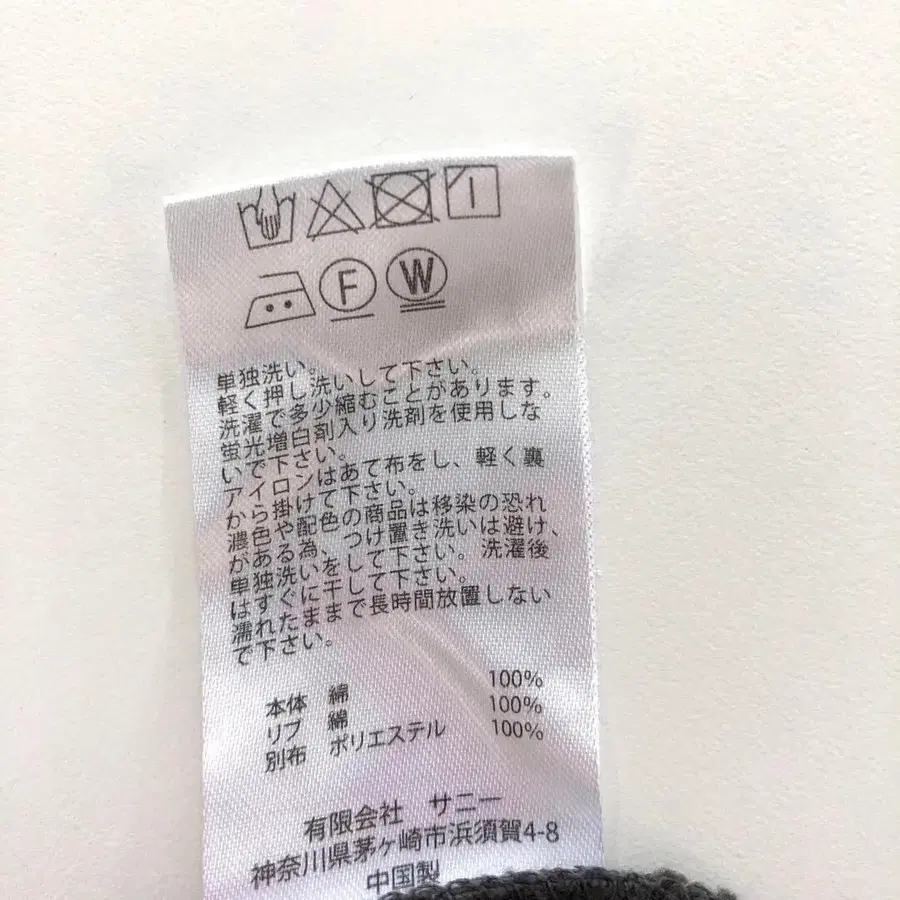 F W
単独洗い。
軽く押し洗いして下さい。
洗濯で多少縮むことがあります。
蛍光増白剤入り洗剤を使用しな
いで下さい。
アイロンはあて布をし、軽く裏
から掛けて下さい。
濃色や配色の商品は移染の恐れ
がある為、つけ置き洗いは避け、
単独洗いをして下さい。洗濯後
はすぐに干して下さい。
濡れたままで長時間放置しない
で下さい。
本体 綿 100%
リブ 綿 100%
別布 ポリエステル 100%
有限会社 サニー
神奈川県茅ヶ崎市浜須賀4-8
中国製